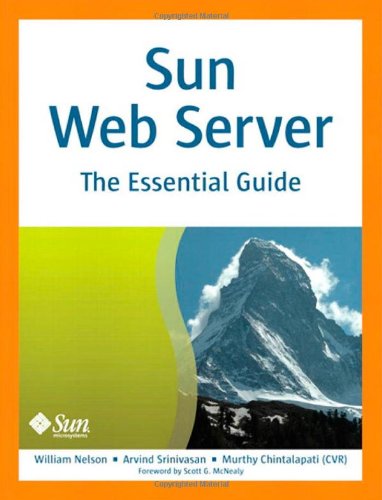 Sun
Web Server
The Essential Guide
Sun
microsystems
William Nelson ■ Arvind Srinivasan ■ Murthy Chintalapati (CVR)
Foreword by Scott G. McNealy